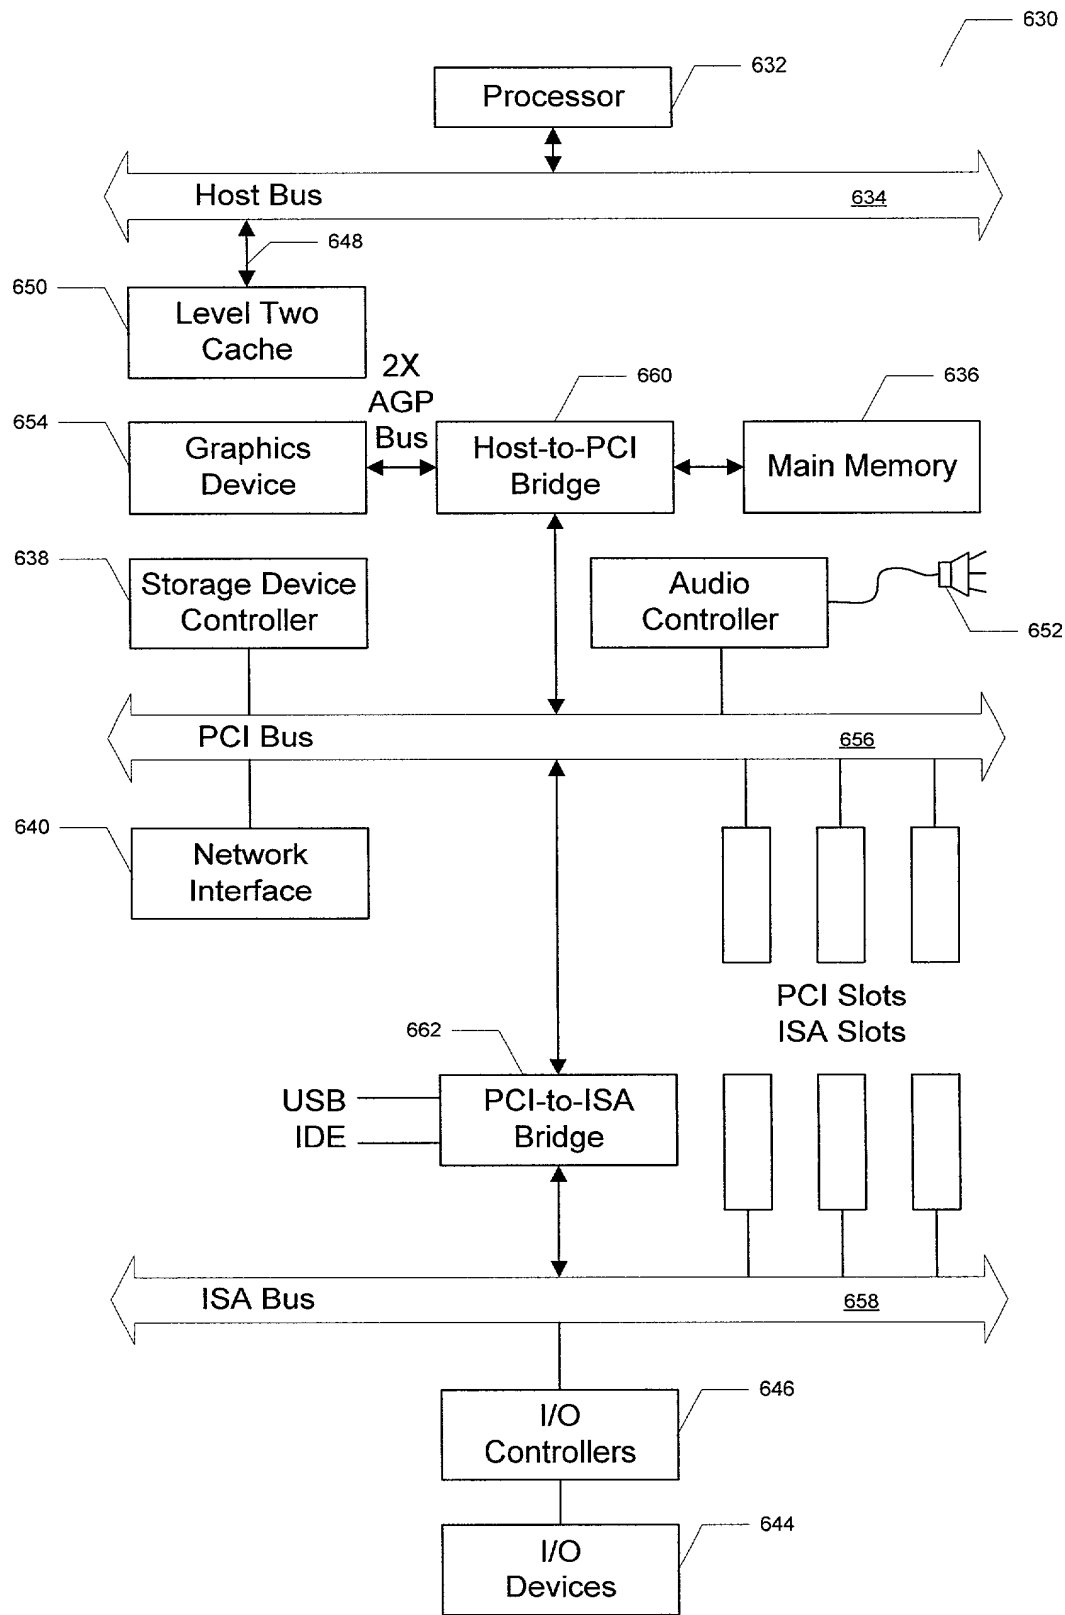 630
632
Processor
Host Bus
634
648
650
Level Two
Cache
2X
AGP
Bus
660
636
654
Graphics
Device
Host-to-PCI
Bridge
Main Memory
638
Storage Device
Controller
Audio
Controller
652
PCI Bus
656
640
Network
Interface
PCI Slots
ISA Slots
662
USB
IDE
PCI-to-ISA
Bridge
ISA Bus
658
646
I/O
Controllers
644
I/O
Devices